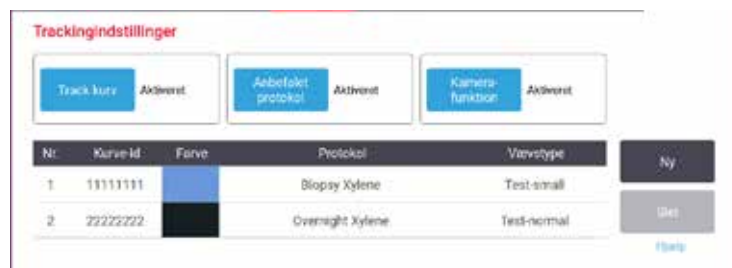 Trackingindstillinger
Track kurv Aktiveret
Anbefalet protokol Aktiveret
Kamera-funktion Aktiveret
Nr. Kurve-id Farve Protokol Vævstype
1 11111111 Biopsy Xylene Test-small
2 22222222 Overnight Xylene Test-normal
Ny
Slet
Hjælp